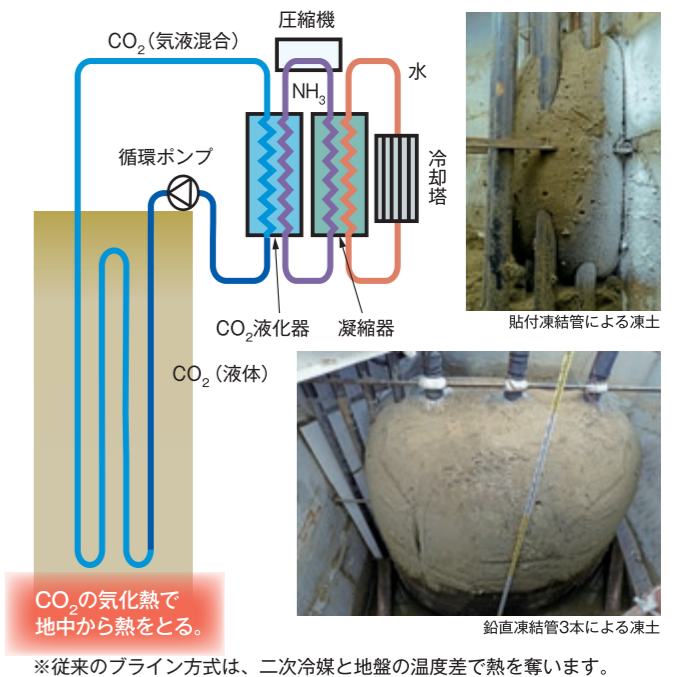 圧縮機
CO2（気液混合）
水
NH3
循環ポンプ
冷却塔
貼付凍結管による凍土
CO2液化器
凝縮器
CO2（液体）
CO2の気化熱で
地中から熱をとる。
鉛直凍結管3本による凍土
※従来のブライン方式は、二次冷媒と地盤の温度差で熱を奪います。